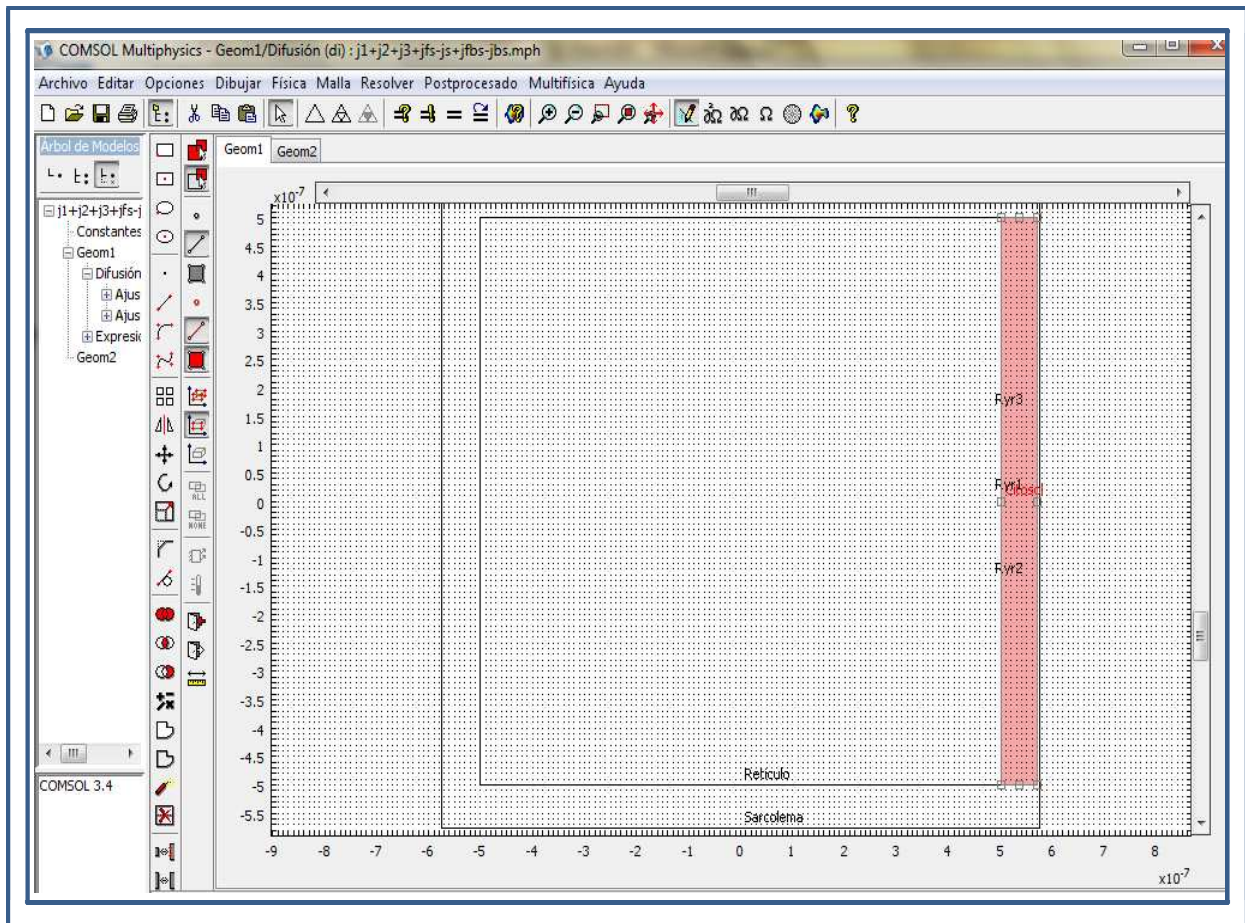 COMSOL Multiphysics - Geom1/Difusión (di) : j1+j2+j3+jfs-js+jfbs-jbs.mph
Archivo Editar Opciones Dibujar Física Malla Resolver Postprocesado Multifísica Ayuda
Árbol de Modelos
Geom1 Geom2
j1+j2+j3+jfs-j
Constantes
Geom1
Difusión
Ajus
Ajus
Expresi
Geom2
COMSOL 3.4
ALL
NONE
x10-7
5
4.5
4
3.5
3
2.5
2
1.5
1
0.5
0
-0.5
-1
-1.5
-2
-2.5
-3
-3.5
-4
-4.5
-5
-5.5
Ryr3
Ryr1
Ryr2
Retículo
Sarcolema
-9 -8 -7 -6 -5 -4 -3 -2 -1 0 1 2 3 4 5 6 7 8
x10-7